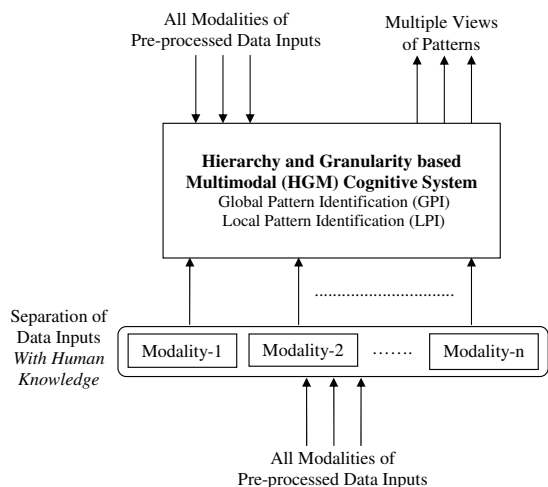 All Modalities of
Pre-processed Data Inputs
Multiple Views
of Patterns
Hierarchy and Granularity based
Multimodal (HGM) Cognitive System
Global Pattern Identification (GPI)
Local Pattern Identification (LPI)
Separation of
Data Inputs
With Human
Knowledge
Modality-1
Modality-2
.......
Modality-n
All Modalities of
Pre-processed Data Inputs